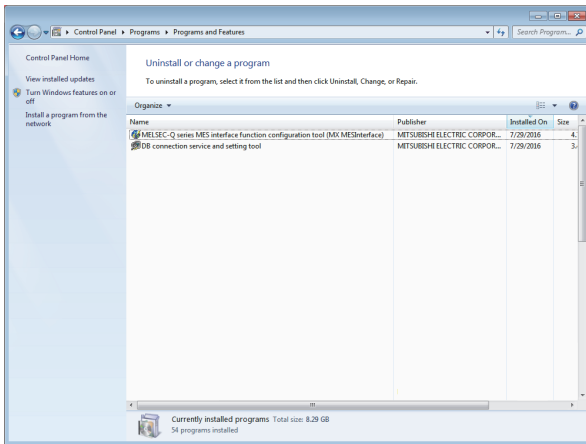 Control Panel ▸ Programs ▸ Programs and Features
Search Program...
Control Panel Home
View installed updates
Turn Windows features on or
off
Install a program from the
network
Uninstall or change a program
To uninstall a program, select it from the list and then click Uninstall, Change, or Repair.
Organize
Name Publisher Installed On Size
MELSEC-Q series MES interface function configuration tool (MX MESInterface) MITSUBISHI ELECTRIC CORPOR... 7/29/2016 4.
DB connection service and setting tool MITSUBISHI ELECTRIC CORPOR... 7/29/2016 3.
Currently installed programs Total size: 8.29 GB
54 programs installed